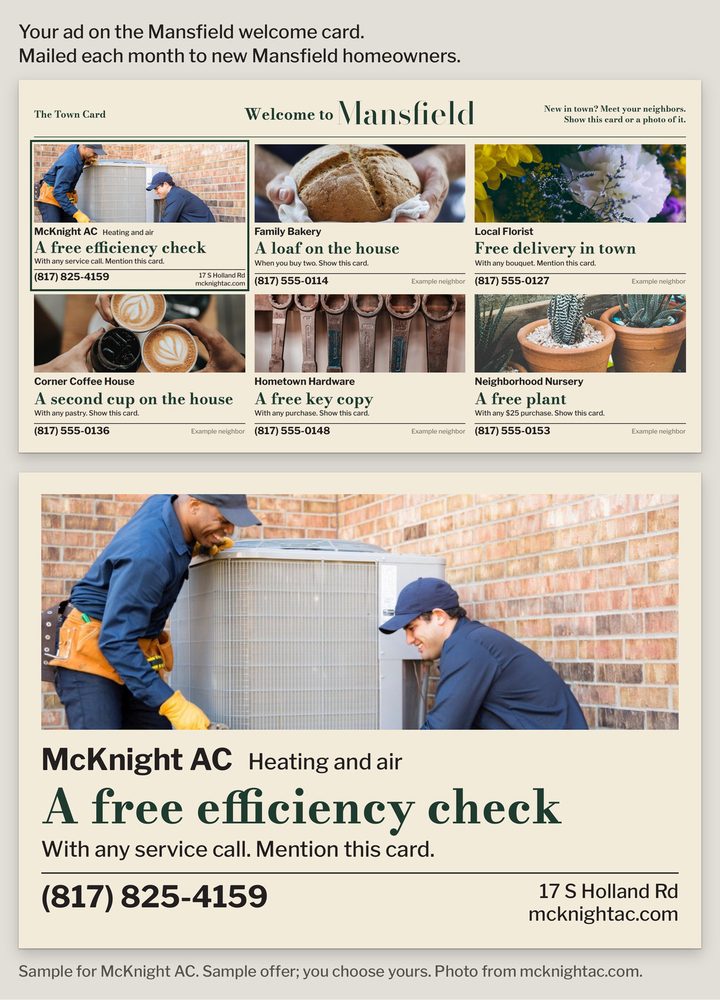 Your ad on the Mansfield welcome card.
Mailed each month to new Mansfield homeowners.
The Town Card
Welcome to Mansfield
New in town? Meet your neighbors.
Show this card or a photo of it.
McKnight AC Heating and air
A free efficiency check
With any service call. Mention this card.
(817) 825-4159
17 S Holland Rd
mcknightac.com
Family Bakery
A loaf on the house
When you buy two. Show this card.
(817) 555-0114
Example neighbor
Local Florist
Free delivery in town
With any bouquet. Mention this card.
(817) 555-0127
Example neighbor
Corner Coffee House
A second cup on the house
With any pastry. Show this card.
(817) 555-0136
Example neighbor
Hometown Hardware
A free key copy
With any purchase. Show this card.
(817) 555-0148
Example neighbor
Neighborhood Nursery
A free plant
With any $25 purchase. Show this card.
(817) 555-0153
Example neighbor
McKnight AC Heating and air
A free efficiency check
With any service call. Mention this card.
(817) 825-4159
17 S Holland Rd
mcknightac.com
Sample for McKnight AC. Sample offer; you choose yours. Photo from mcknightac.com.